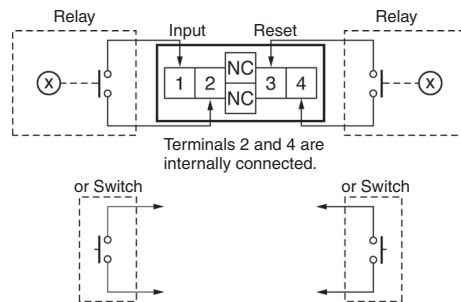 Relay
Input
Reset
Relay
X
1
2
NC
NC
3
4
X
Terminals 2 and 4 are
internally connected.
or Switch
or Switch